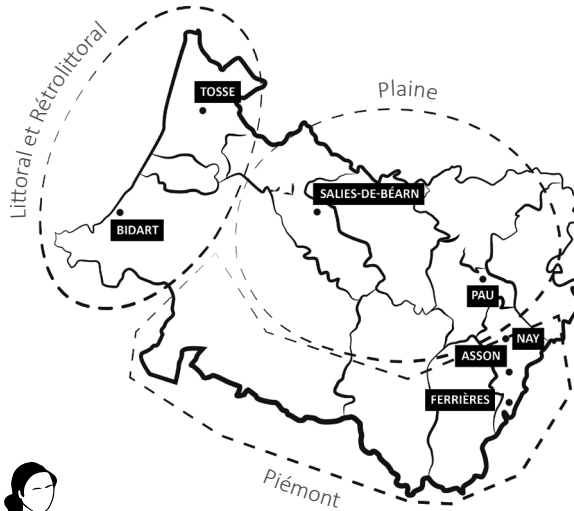 Littoral et Rétrolittoral
TOSSE
Plaine
SALIES-DE-BÉARN
BIDART
PAU
NAY
ASSON
FERRIÈRES
Piémont